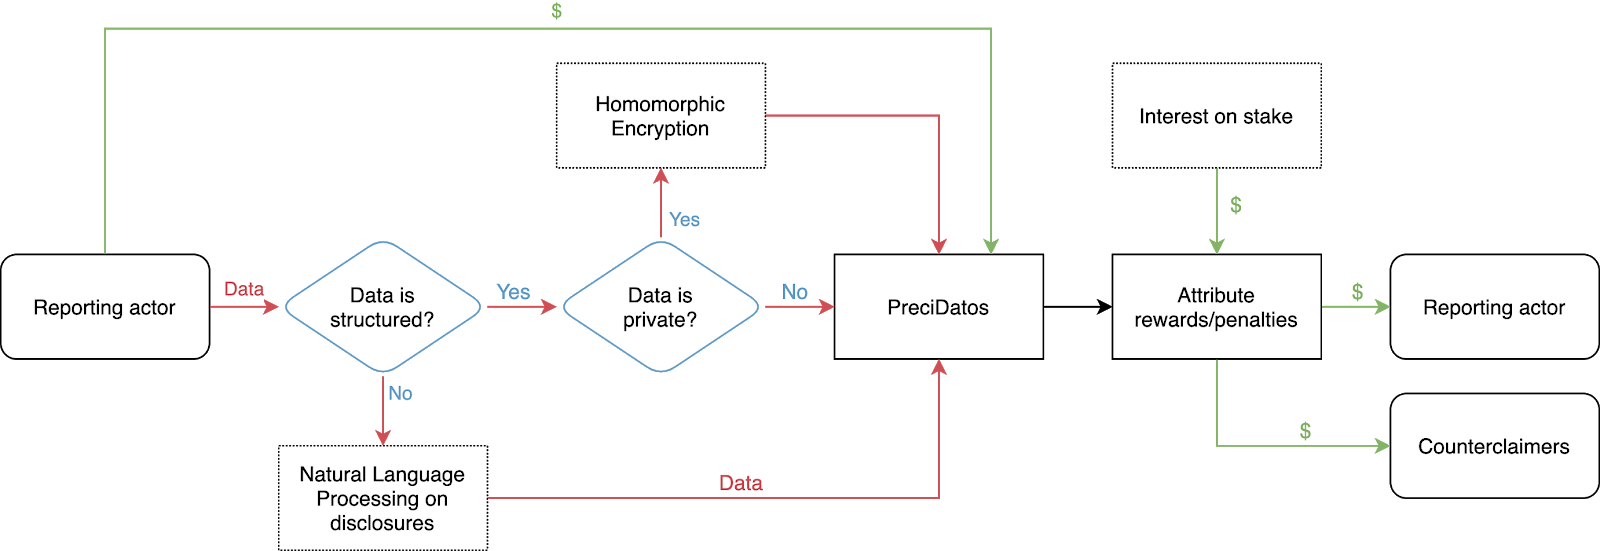 $
Homomorphic
Encryption
Interest on stake
Yes
$
Reporting actor
Data
Data is
structured?
Yes
Data is
private?
No
PreciDatos
Attribute
rewards/penalties
$
Reporting actor
No
$
Counterclaimers
Natural Language
Processing on
disclosures
Data